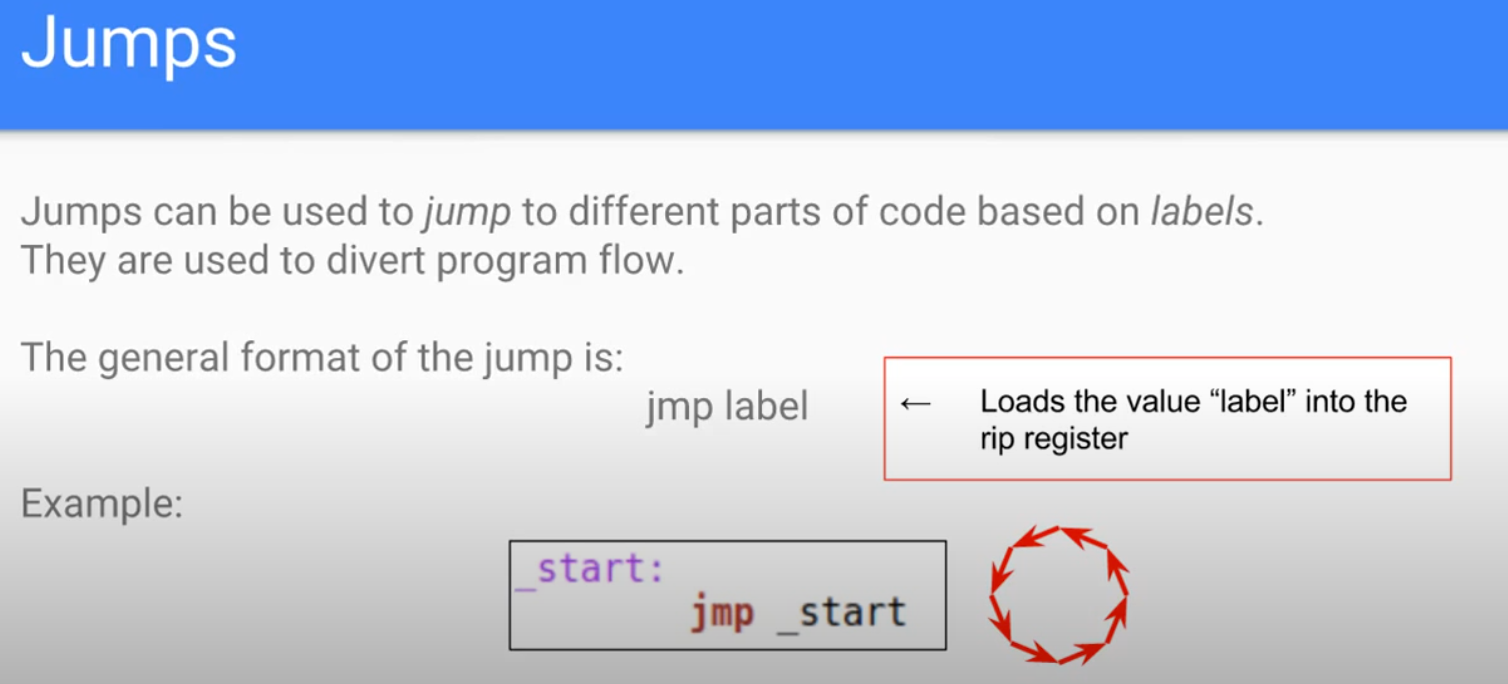 Jumps
Jumps can be used to jump to different parts of code based on labels.
They are used to divert program flow.
The general format of the jump is:
jmp label
← Loads the value “label” into the
rip register
Example:
_start:
jmp _start